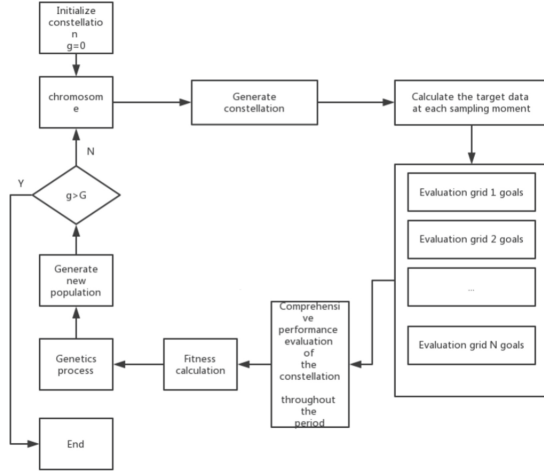 Initialize
constellatio
n
g=0
chromosom
e
Generate
constellation
Calculate the target data
at each sampling moment
Evaluation grid 1 goals
Evaluation grid 2 goals
...
Evaluation grid N goals
Comprehensi
ve
performance
evaluation
of
the
constellation
throughout
the
period
Fitness
calculation
Genetics
process
Generate
new
population
g>G
N
Y
End